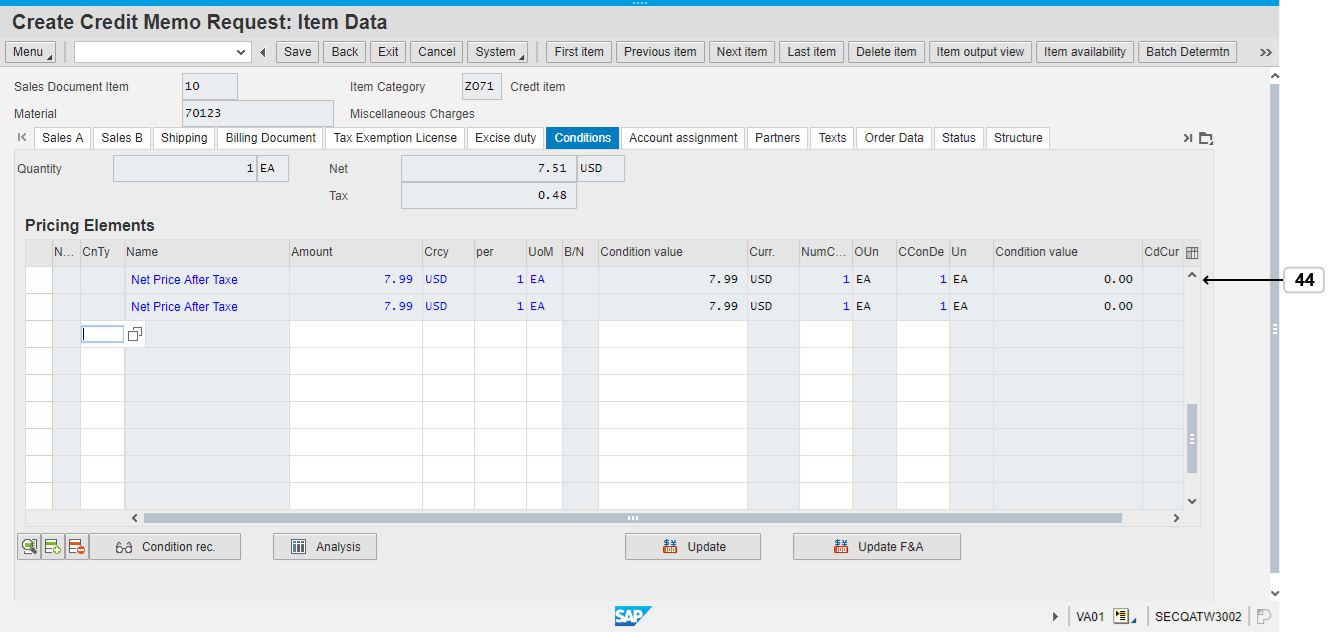 Create Credit Memo Request: Item Data
Menu Save Back Exit Cancel System First item Previous item Next item Last item Delete item Item output view Item availability Batch Determtn
Sales Document Item 10 Item Category ZO71 Credt item
Material 70123 Miscellaneous Charges
Sales A Sales B Shipping Billing Document Tax Exemption License Excise duty Conditions Account assignment Partners Texts Order Data Status Structure
Quantity 1 EA Net 7.51 USD
Tax 0.48
Pricing Elements
N... CnTy Name Amount Crcy per UoM B/N Condition value Curr. NumC... OUn CConDe Un Condition value CdCur
Net Price After Taxe 7.99 USD 1 EA 7.99 USD 1 EA 1 EA 0.00
44
Net Price After Taxe 7.99 USD 1 EA 7.99 USD 1 EA 1 EA 0.00
Condition rec. Analysis Update Update F&A
SAP VA01 SECQATW3002